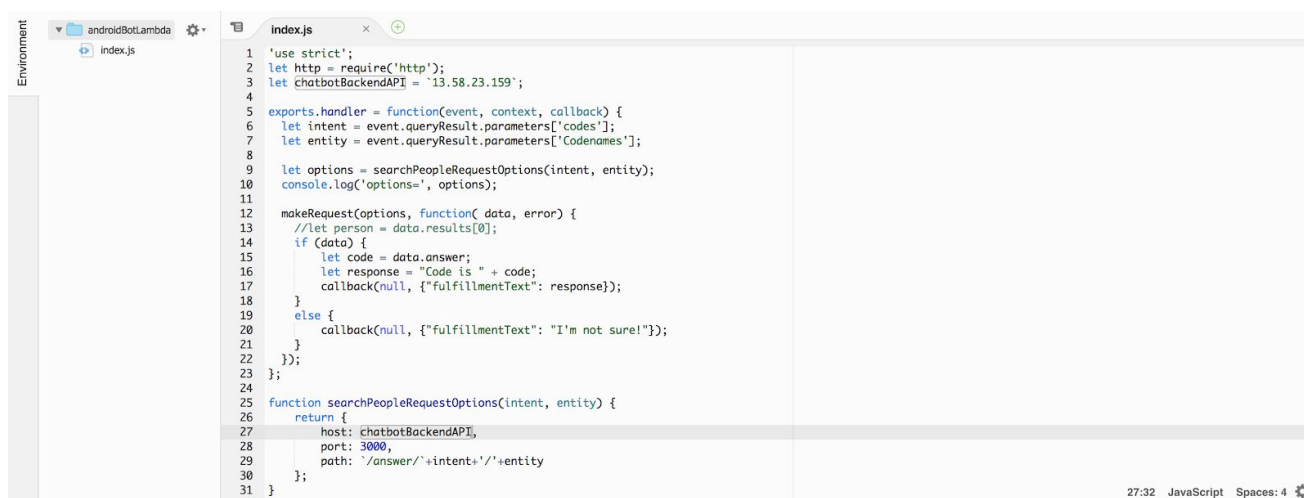 Environment
androidBotLambda
index.js
index.js ×
1 'use strict';
2 let http = require('http');
3 let chatbotBackendAPI = `13.58.23.159`;
4
5 exports.handler = function(event, context, callback) {
6   let intent = event.queryResult.parameters['codes'];
7   let entity = event.queryResult.parameters['Codenames'];
8
9   let options = searchPeopleRequestOptions(intent, entity);
10   console.log('options=', options);
11
12   makeRequest(options, function( data, error) {
13     //let person = data.results[0];
14     if (data) {
15         let code = data.answer;
16         let response = "Code is " + code;
17         callback(null, {"fulfillmentText": response});
18     }
19     else {
20         callback(null, {"fulfillmentText": "I'm not sure!"});
21     }
22   });
23 };
24
25 function searchPeopleRequestOptions(intent, entity) {
26     return {
27         host: chatbotBackendAPI,
28         port: 3000,
29         path: `/answer/`+intent+'/'+entity
30     };
31 }
27:32 JavaScript Spaces: 4